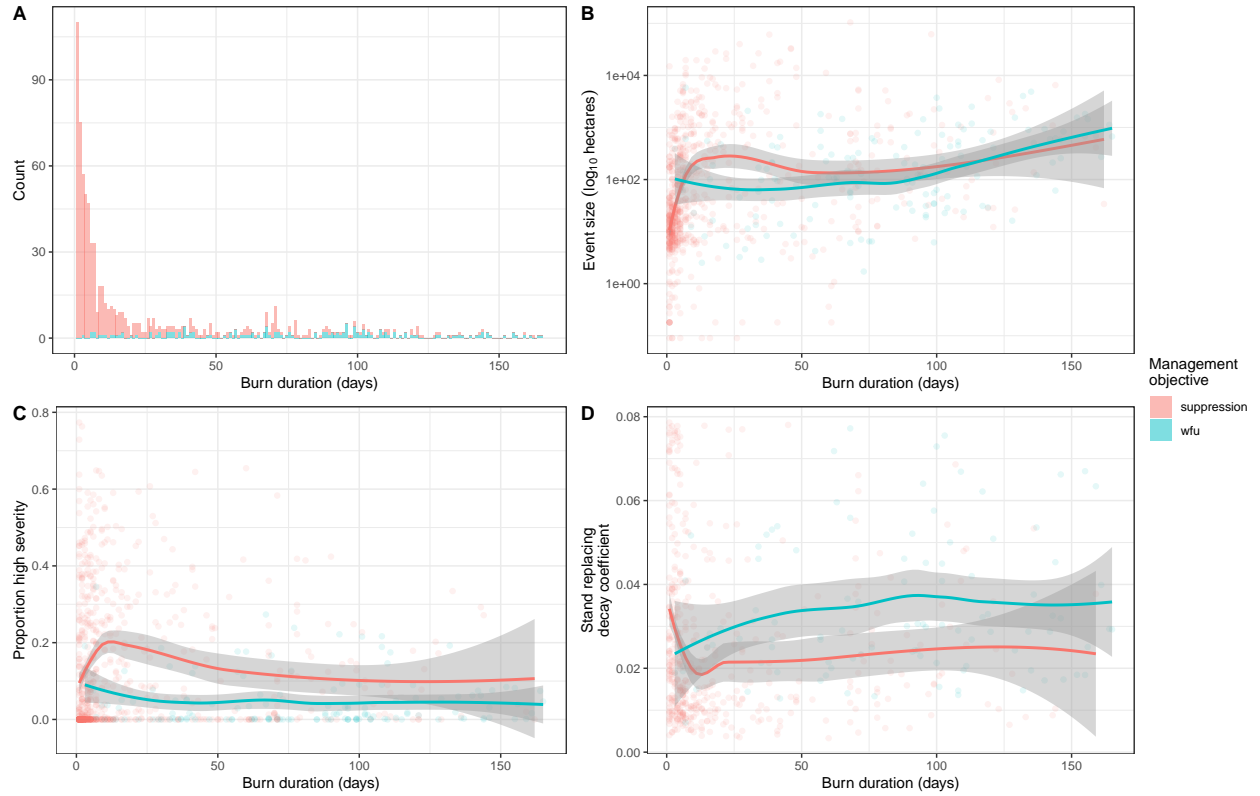 A
Count
90
60
30
0
0
50
100
150
Burn duration (days)
B
Event size (log₁₀ hectares)
1e+04
1e+02
1e+00
0
50
100
150
Burn duration (days)
C
Proportion high severity
0.8
0.6
0.4
0.2
0.0
0
50
100
150
Burn duration (days)
D
Stand replacing
decay coefficient
0.08
0.06
0.04
0.02
0.00
0
50
100
150
Burn duration (days)
Management
objective
suppression
wfu